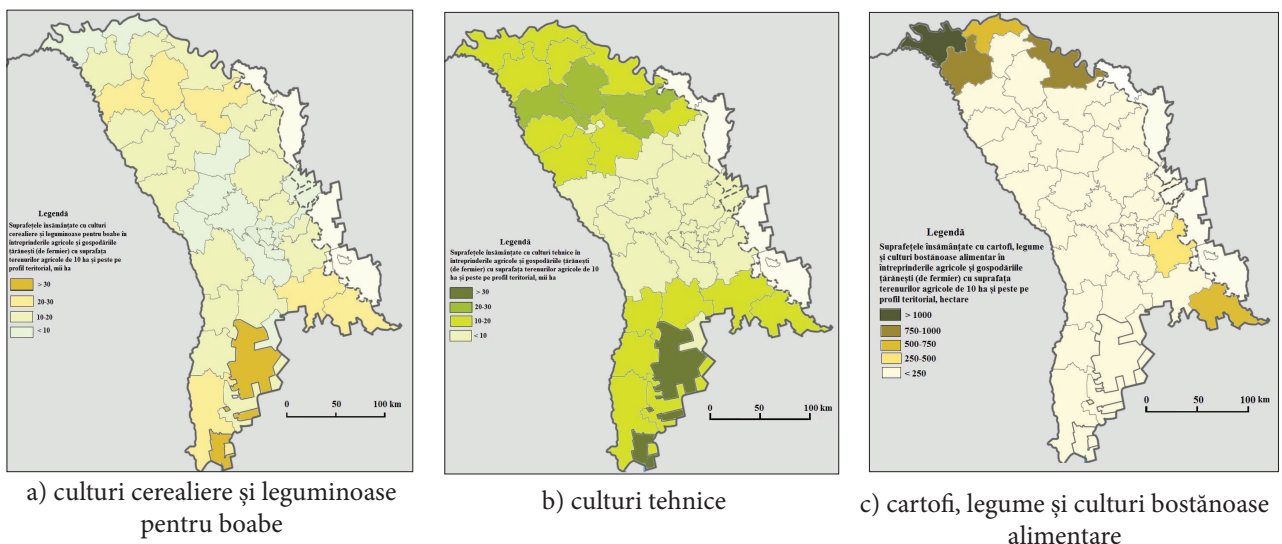 Legendă
Suprafețele însămânțate cu culturi
cerealiere și leguminoase pentru boabe în
întreprinderile agricole și gospodăriile
țărănești (de fermier) cu suprafața
terenurilor agricole de 10 ha și peste pe
profil teritorial, mii ha
> 30
20-30
10-20
< 10
0 50 100 km
a) culturi cerealiere și leguminoase
pentru boabe
Legendă
Suprafețele însămânțate cu culturi tehnice în
întreprinderile agricole și gospodăriile țărănești
(de fermier) cu suprafața terenurilor agricole de 10
ha și peste pe profil teritorial, mii ha
> 30
20-30
10-20
< 10
0 50 100 km
b) culturi tehnice
Legendă
Suprafețele însămânțate cu cartofi, legume
și culturi bostănoase alimentar în
întreprinderile agricole și gospodăriile
țărănești (de fermier) cu suprafața
terenurilor agricole de 10 ha și peste pe
profil teritorial, hectare
> 1000
750-1000
500-750
250-500
< 250
0 50 100 km
c) cartofi, legume și culturi bostănoase
alimentare